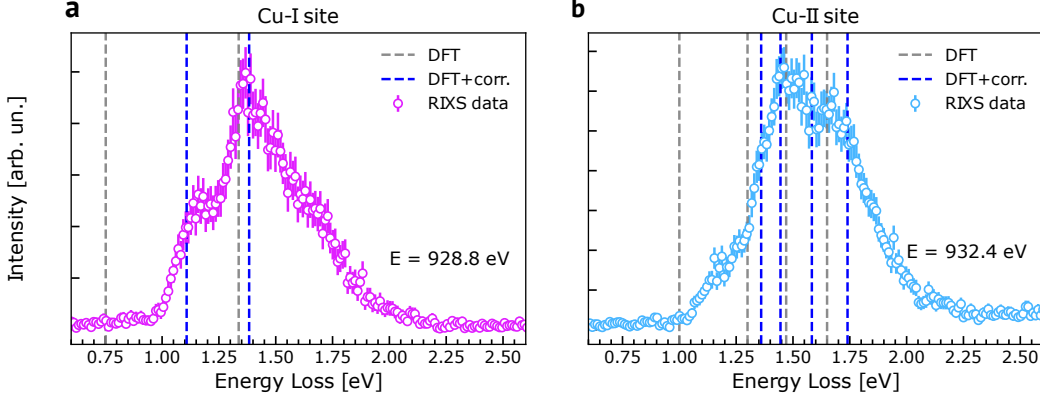 a
Cu-I site
DFT
DFT+corr.
RIXS data
E = 928.8 eV
Intensity [arb. un.]
0.75 1.00 1.25 1.50 1.75 2.00 2.25 2.50
Energy Loss [eV]
b
Cu-II site
DFT
DFT+corr.
RIXS data
E = 932.4 eV
0.75 1.00 1.25 1.50 1.75 2.00 2.25 2.50
Energy Loss [eV]